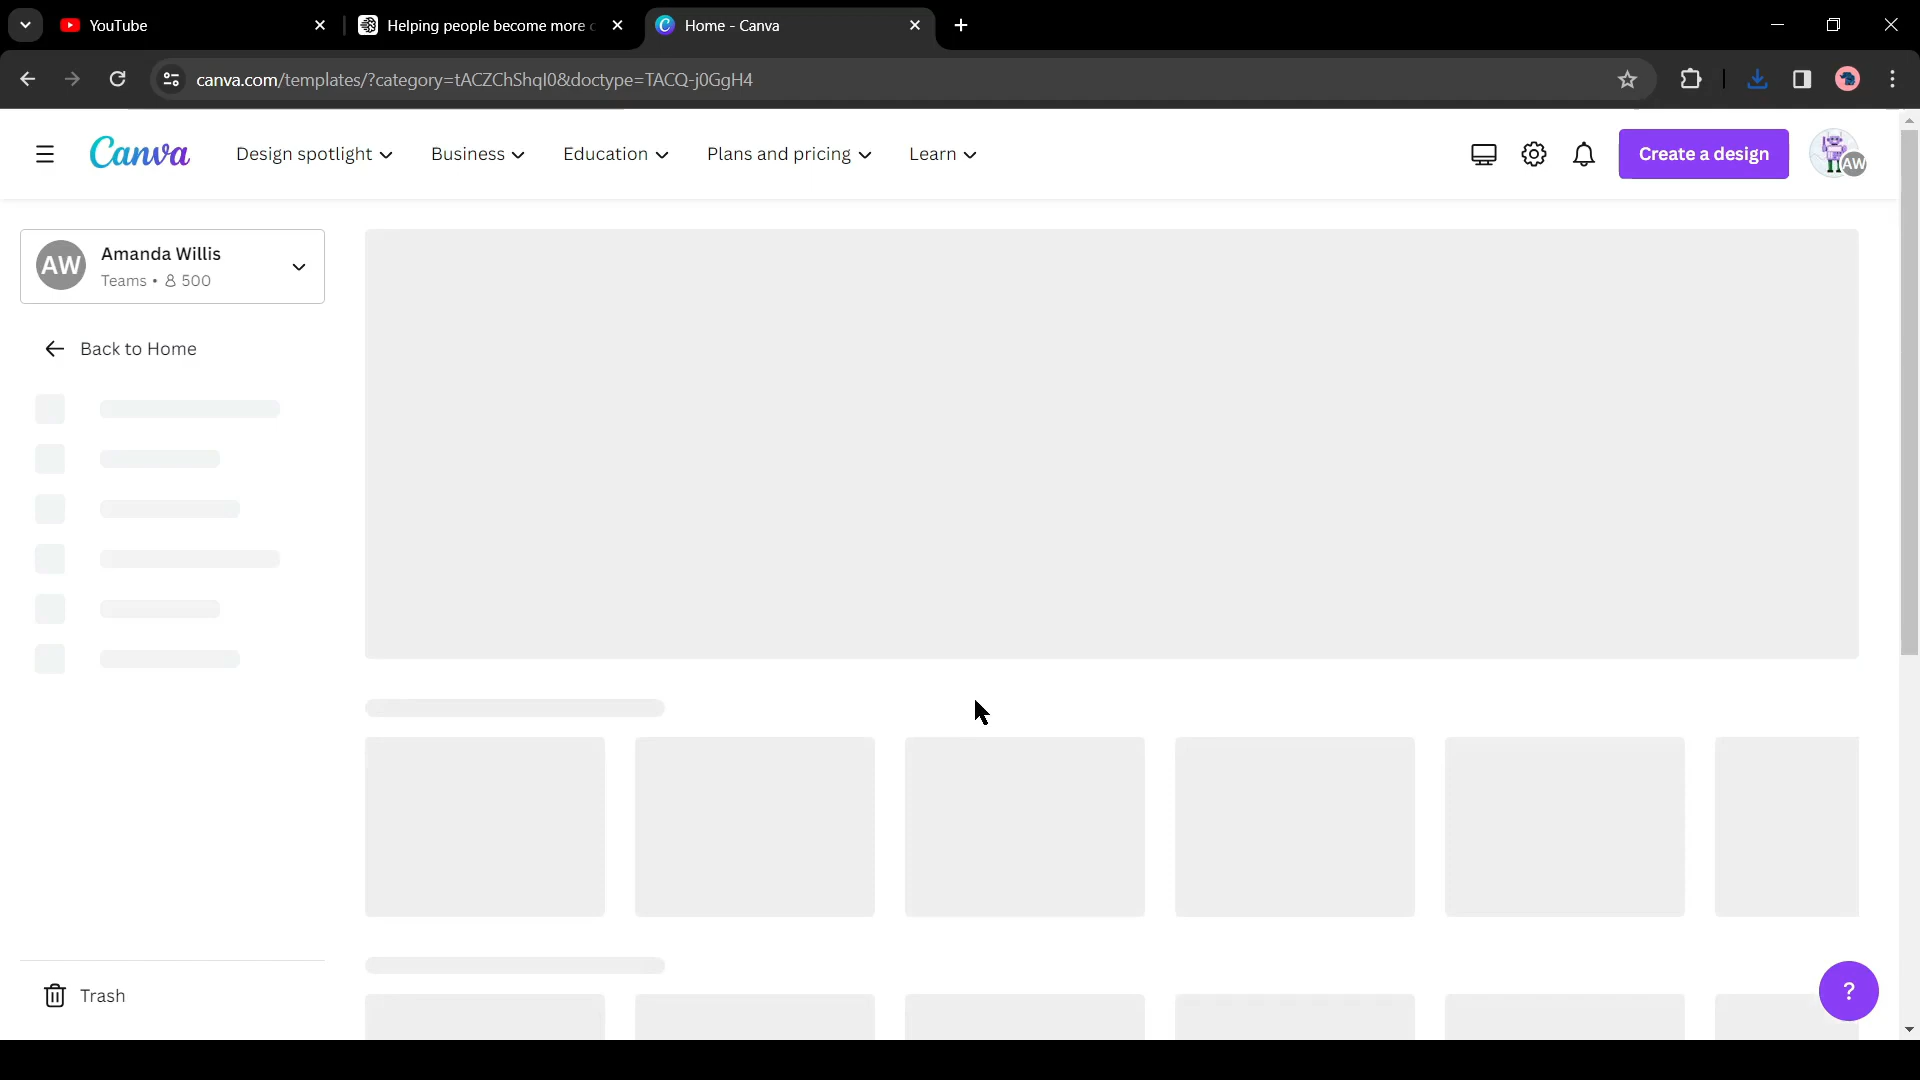 YouTube
Helping people become more c
Home - Canva
canva.com/templates/?category=tACZChShqI0&doctype=TACQ-j0GgH4
Canva
Design spotlight
Business
Education
Plans and pricing
Learn
Create a design
AW
AW
Amanda Willis
Teams • 500
Back to Home
Trash
?